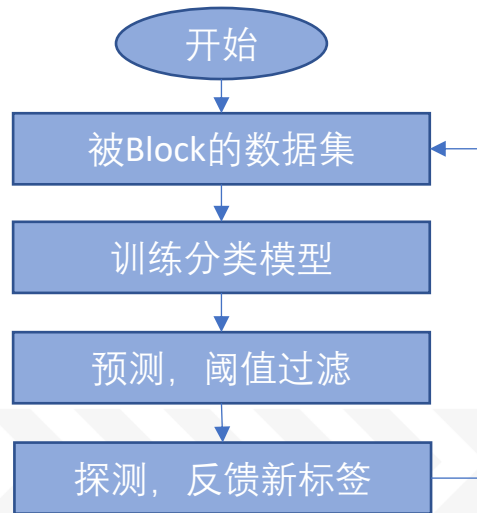 开始
被Block的数据集
训练分类模型
预测，阈值过滤
探测，反馈新标签